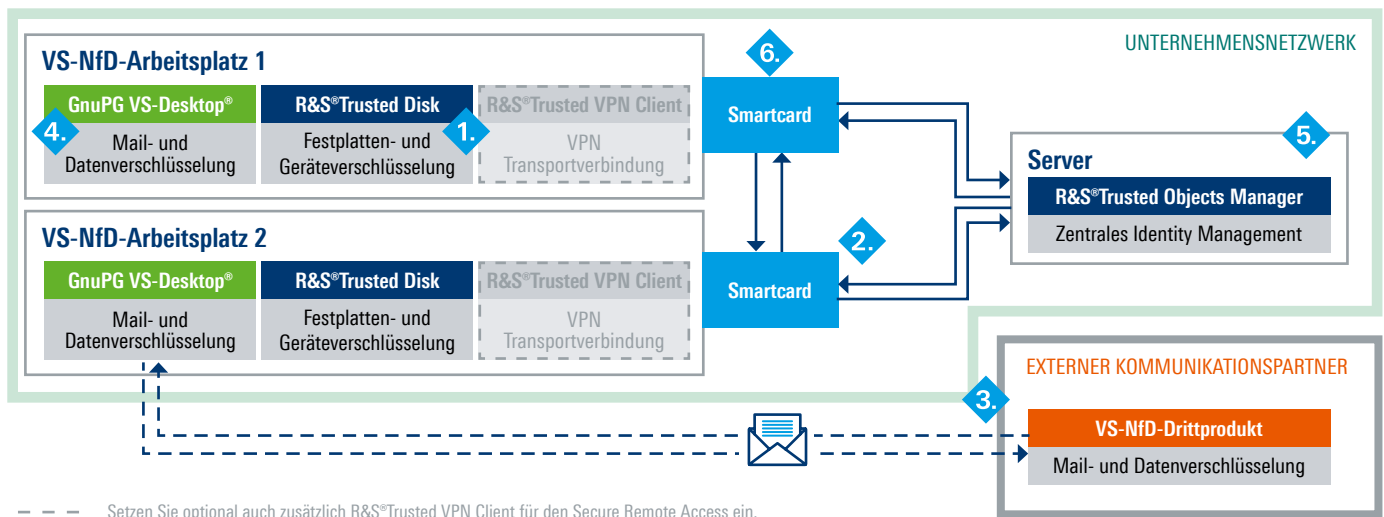 UNTERNEHMENSNETZWERK
VS-NfD-Arbeitsplatz 1
GnuPG VS-Desktop®
Mail- und
Datenverschlüsselung
4.
R&S®Trusted Disk
Festplatten- und
Geräteverschlüsselung
1.
R&S®Trusted VPN Client
VPN
Transportverbindung
6.
Smartcard
5.
Server
R&S®Trusted Objects Manager
Zentrales Identity Management
VS-NfD-Arbeitsplatz 2
GnuPG VS-Desktop®
Mail- und
Datenverschlüsselung
R&S®Trusted Disk
Festplatten- und
Geräteverschlüsselung
R&S®Trusted VPN Client
VPN
Transportverbindung
2.
Smartcard
EXTERNER KOMMUNIKATIONSPARTNER
3.
VS-NfD-Drittprodukt
Mail- und Datenverschlüsselung
Setzen Sie optional auch zusätzlich R&S®Trusted VPN Client für den Secure Remote Access ein.